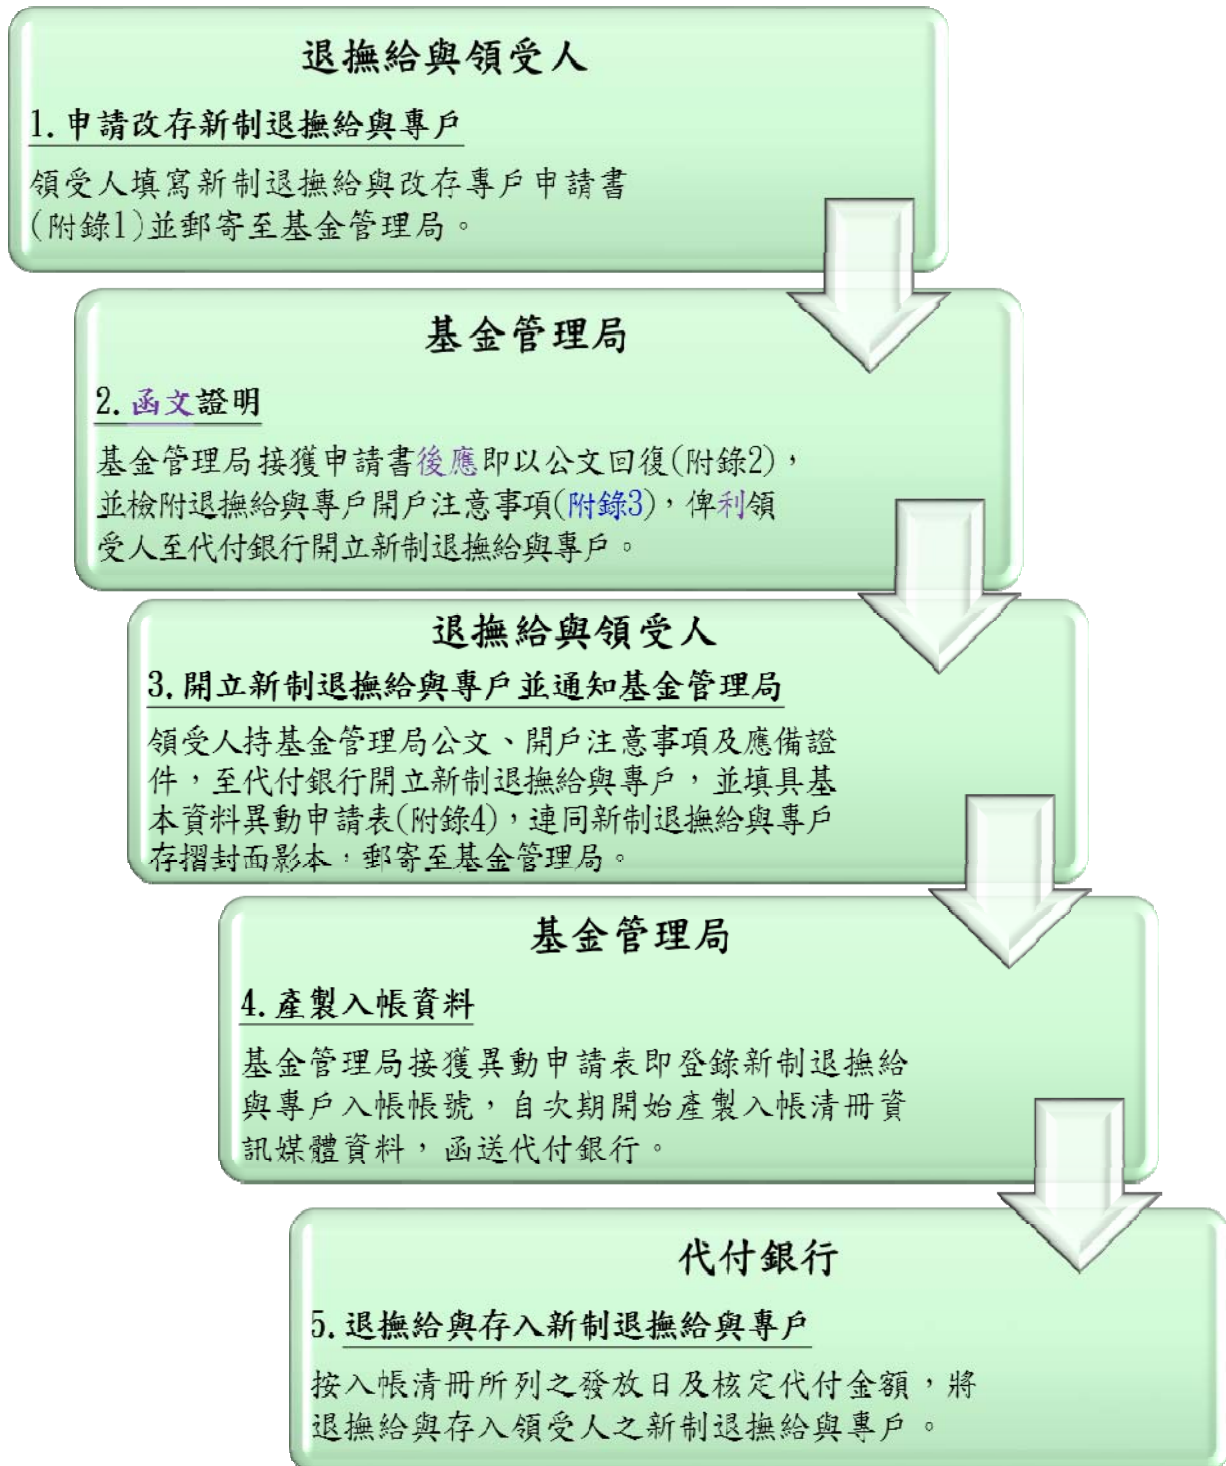 退撫給與領受人
1.申請改存新制退撫給與專戶
領受人填寫新制退撫給與改存專戶申請書
(附錄1)並郵寄至基金管理局。
基金管理局
2.函文證明
基金管理局接獲申請書後應即以公文回復(附錄2)，
並檢附退撫給與專戶開戶注意事項(附錄3)，俾利領
受人至代付銀行開立新制退撫給與專戶。
退撫給與領受人
3.開立新制退撫給與專戶並通知基金管理局
領受人持基金管理局公文、開戶注意事項及應備證
件，至代付銀行開立新制退撫給與專戶，並填具基
本資料異動申請表(附錄4)，連同新制退撫給與專戶
存摺封面影本，郵寄至基金管理局。
基金管理局
4.產製入帳資料
基金管理局接獲異動申請表即登錄新制退撫給
與專戶入帳帳號，自次期開始產製入帳清冊資
訊媒體資料，函送代付銀行。
代付銀行
5.退撫給與存入新制退撫給與專戶
按入帳清冊所列之發放日及核定代付金額，將
退撫給與存入領受人之新制退撫給與專戶。